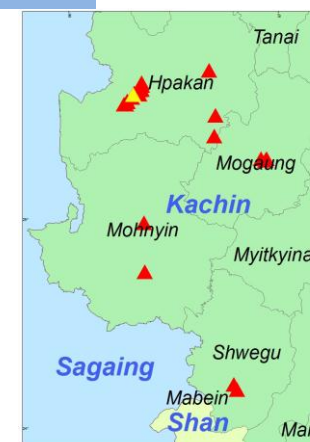 Tanai
Hpakan
Mogaung
Kachin
Mohnyin
Myitkyina
Shwegu
Sagaing
Mabein
Shan